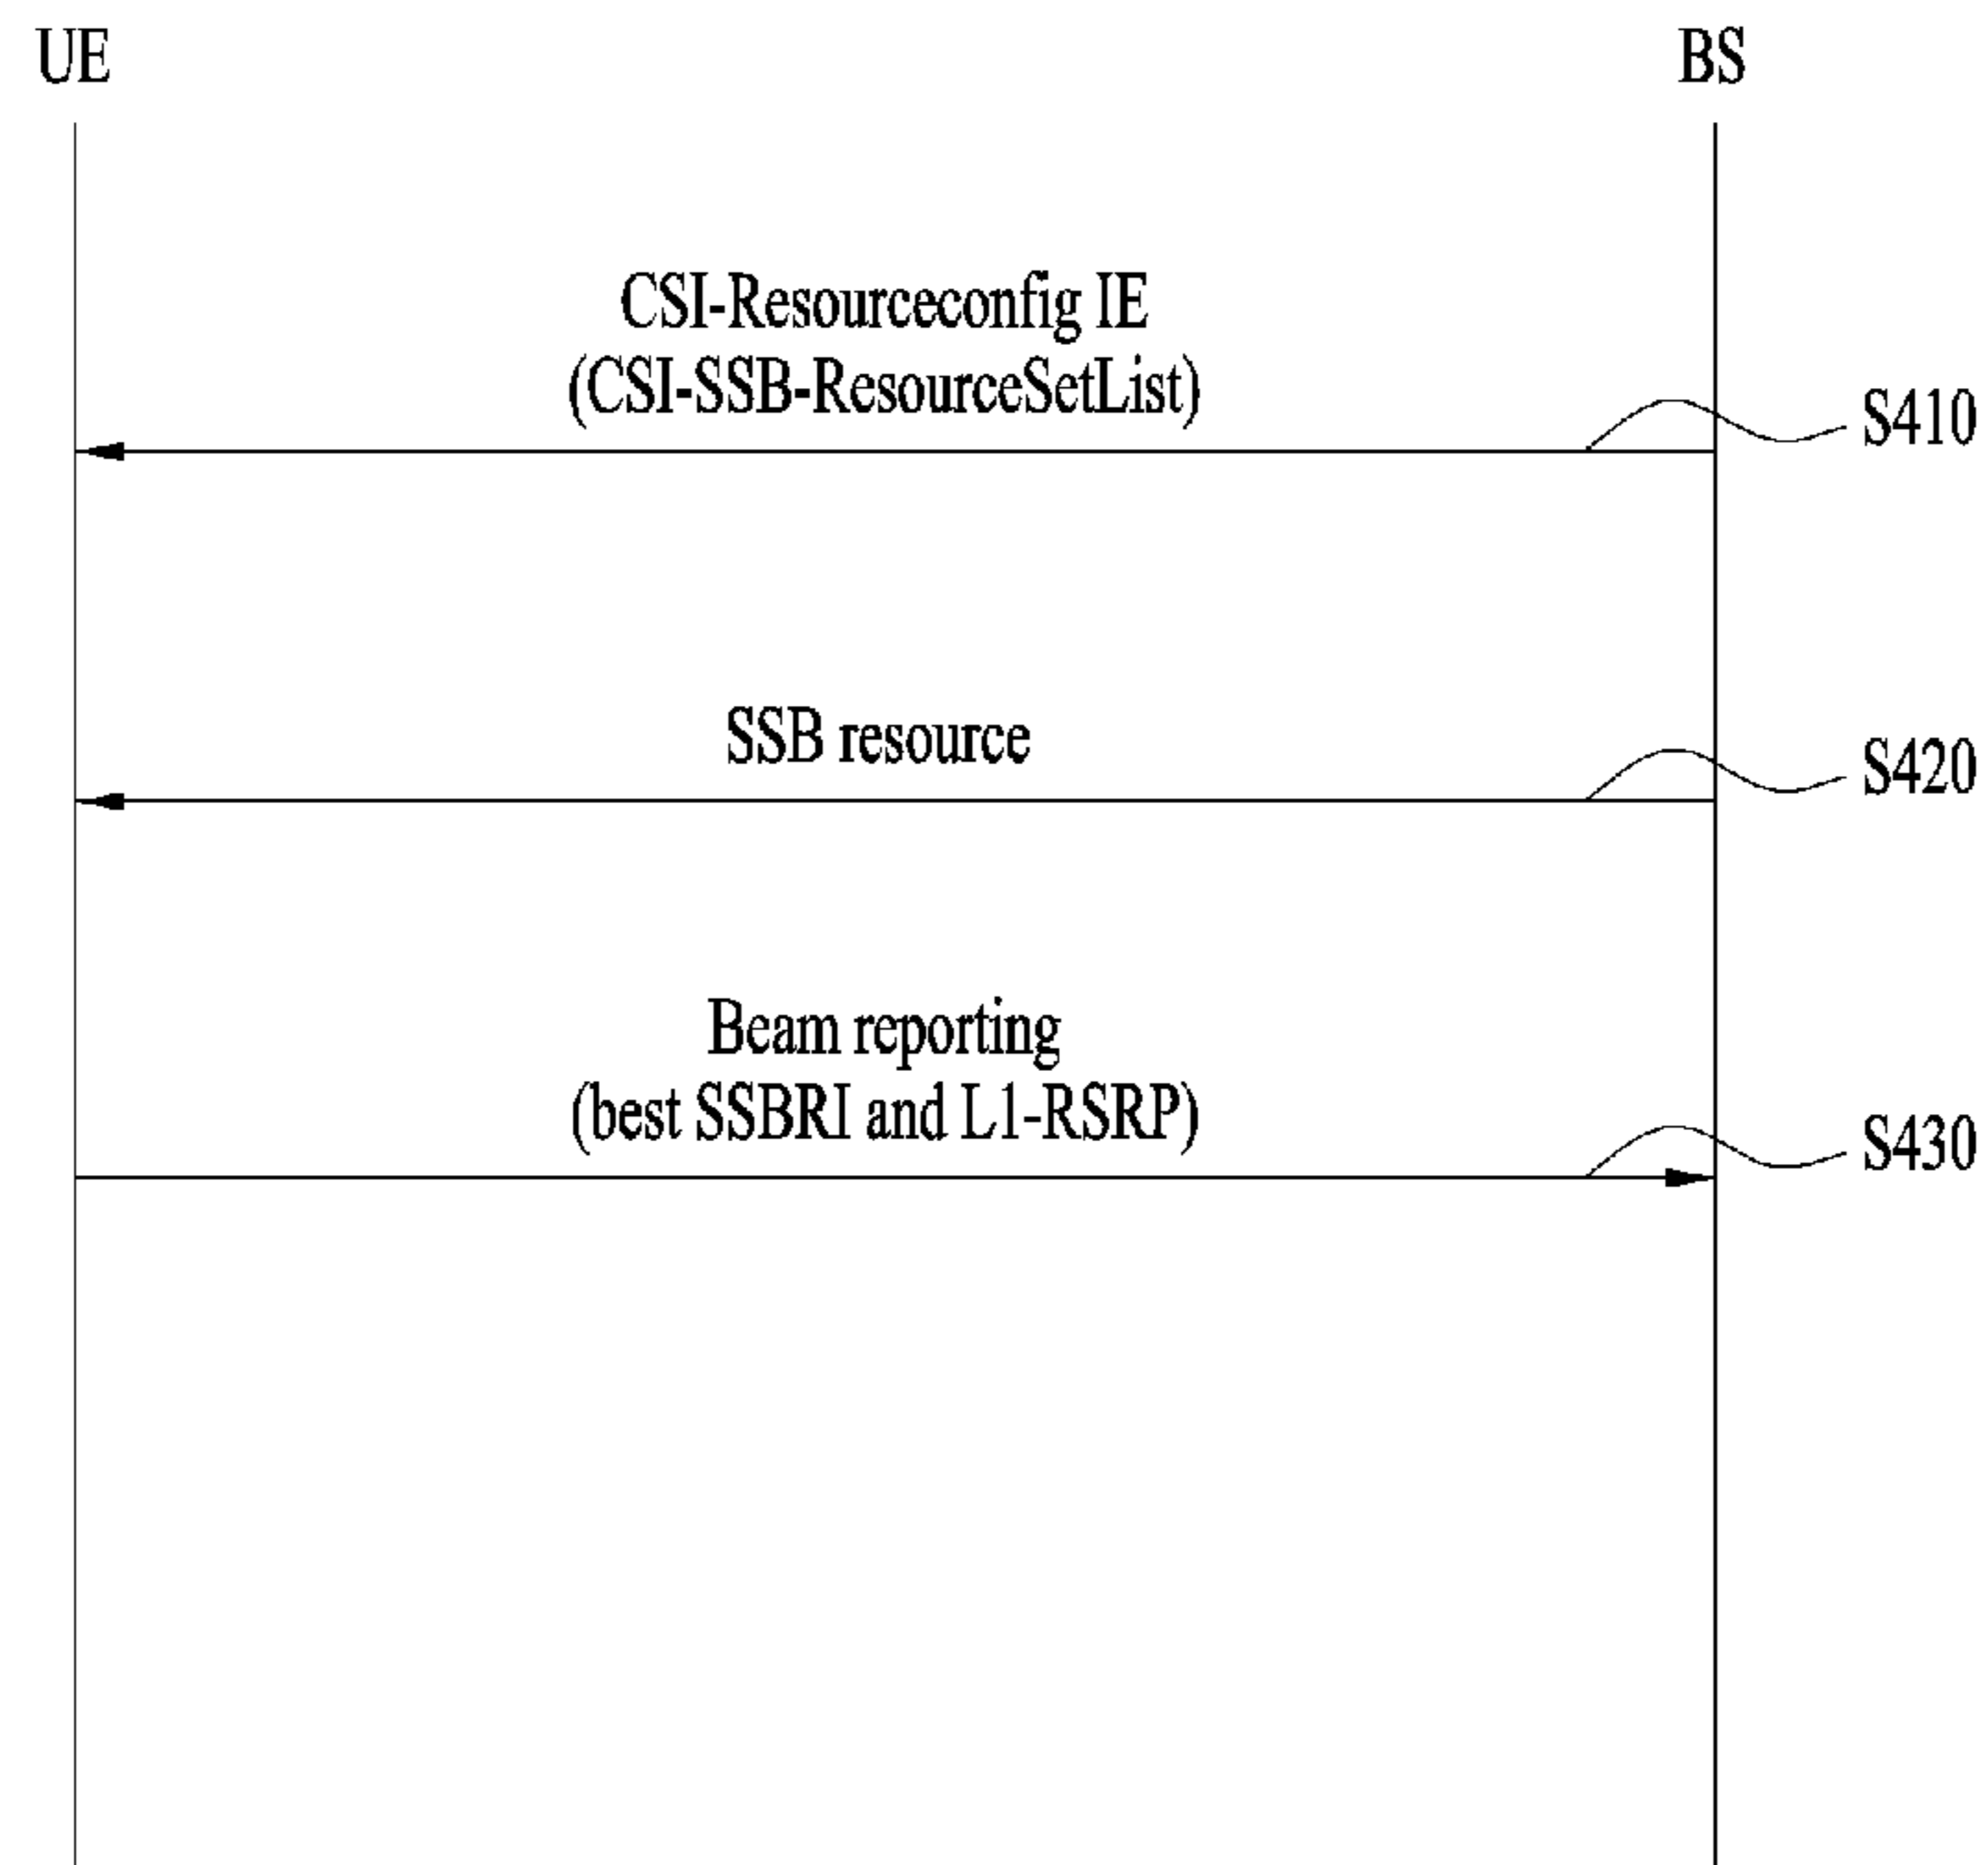 UE
BS
CSI-Resourceconfig IE
(CSI-SSB-ResourceSetList)
S410
SSB resource
S420
Beam reporting
(best SSBRI and L1-RSRP)
S430